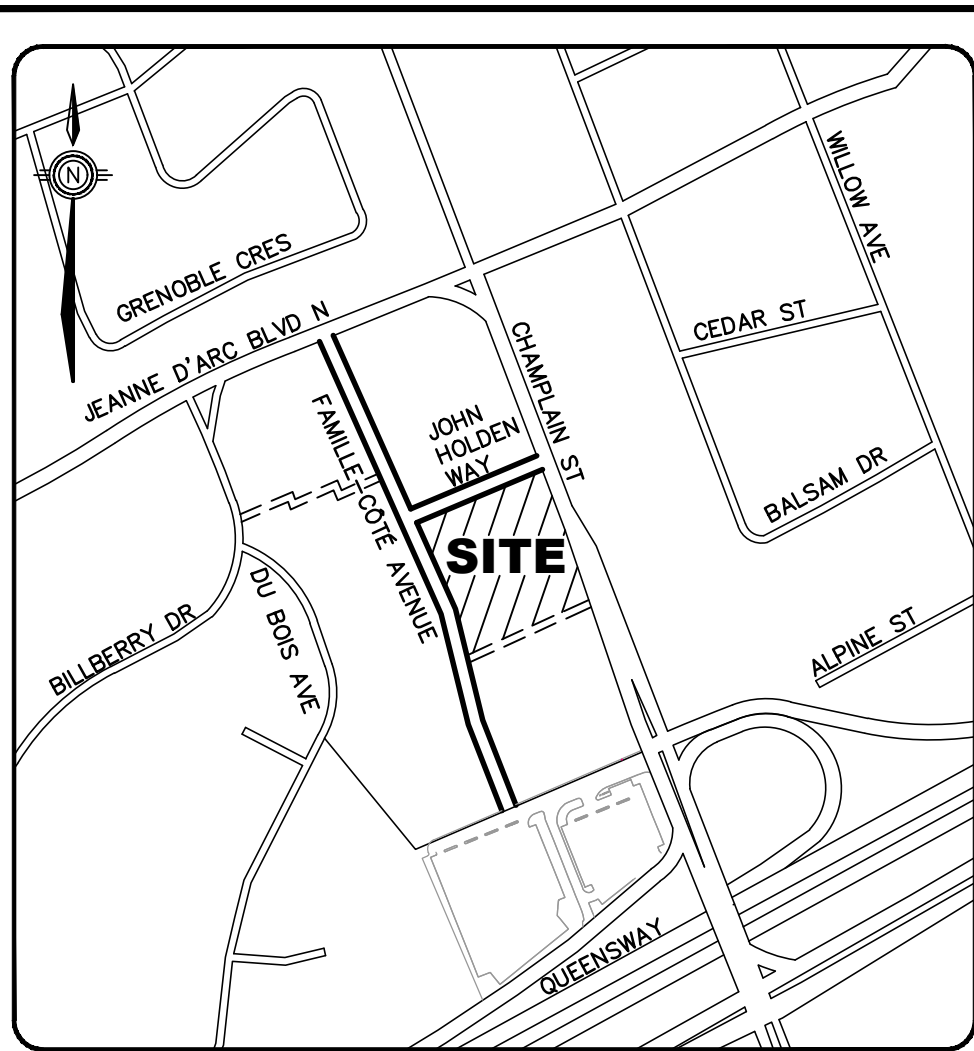 N
WILLOW AVE
GRENOBLE CRES
CEDAR ST
JEANNE D'ARC BLVD N
CHAMPLAIN ST
FAMILLE-CÔTÉ AVENUE
JOHN
HOLDEN
WAY
BALSAM DR
SITE
DU BOIS AVE
BILLBERRY DR
ALPINE ST
QUEENSWAY